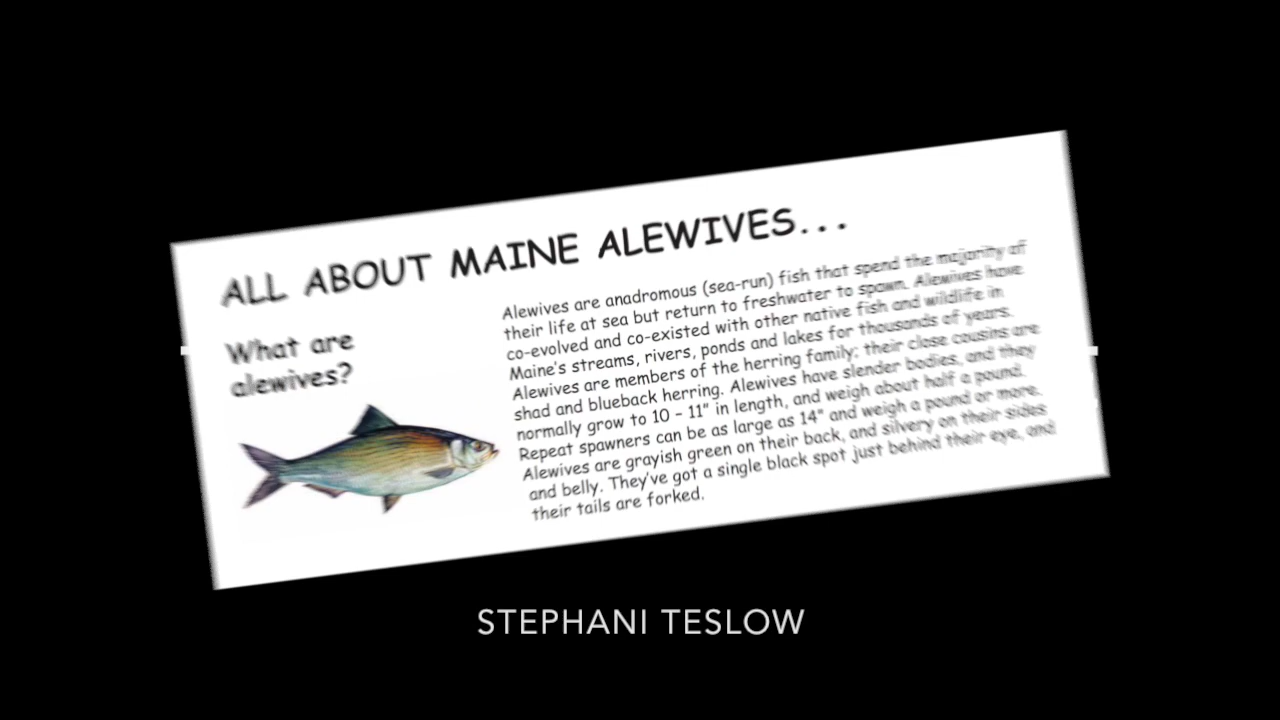 ALL ABOUT MAINE ALEWIVES...
What are
alewives?
Alewives are anadromous (sea-run) fish that spend the majority of
their life at sea but return to freshwater to spawn. Alewives have
co-evolved and co-existed with other native fish and wildlife in
Maine's streams, rivers, ponds and lakes for thousands of years.
Alewives are members of the herring family; their close cousins are
shad and blueback herring. Alewives have slender bodies, and they
normally grow to 10 – 11" in length, and weigh about half a pound.
Repeat spawners can be as large as 14" and weigh a pound or more.
Alewives are grayish green on their back, and silvery on their sides
and belly. They've got a single black spot just behind their eye, and
their tails are forked.
STEPHANI TESLOW